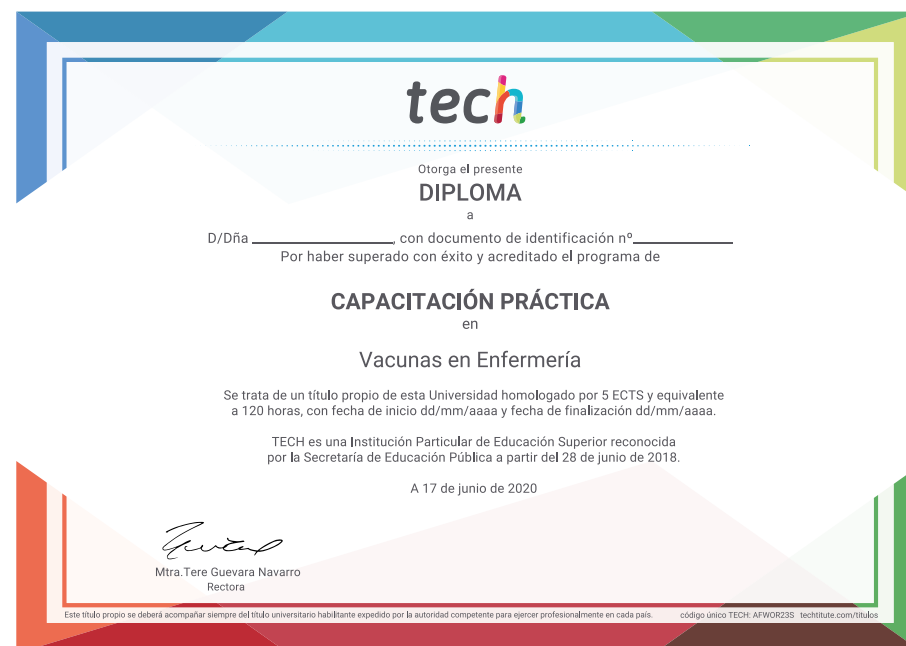 tech
Otorga el presente
DIPLOMA
a
D/Dña ____________________, con documento de identificación nº______________
Por haber superado con éxito y acreditado el programa de
CAPACITACIÓN PRÁCTICA
en
Vacunas en Enfermería
Se trata de un título propio de esta Universidad homologado por 5 ECTS y equivalente
a 120 horas, con fecha de inicio dd/mm/aaaa y fecha de finalización dd/mm/aaaa.
TECH es una Institución Particular de Educación Superior reconocida
por la Secretaría de Educación Pública a partir del 28 de junio de 2018.
A 17 de junio de 2020
Mtra.Tere Guevara Navarro
Rectora
Este título propio se deberá acompañar siempre del título universitario habilitante expedido por la autoridad competente para ejercer profesionalmente en cada país. código único TECH: AFWOR23S techtitute.com/titulos